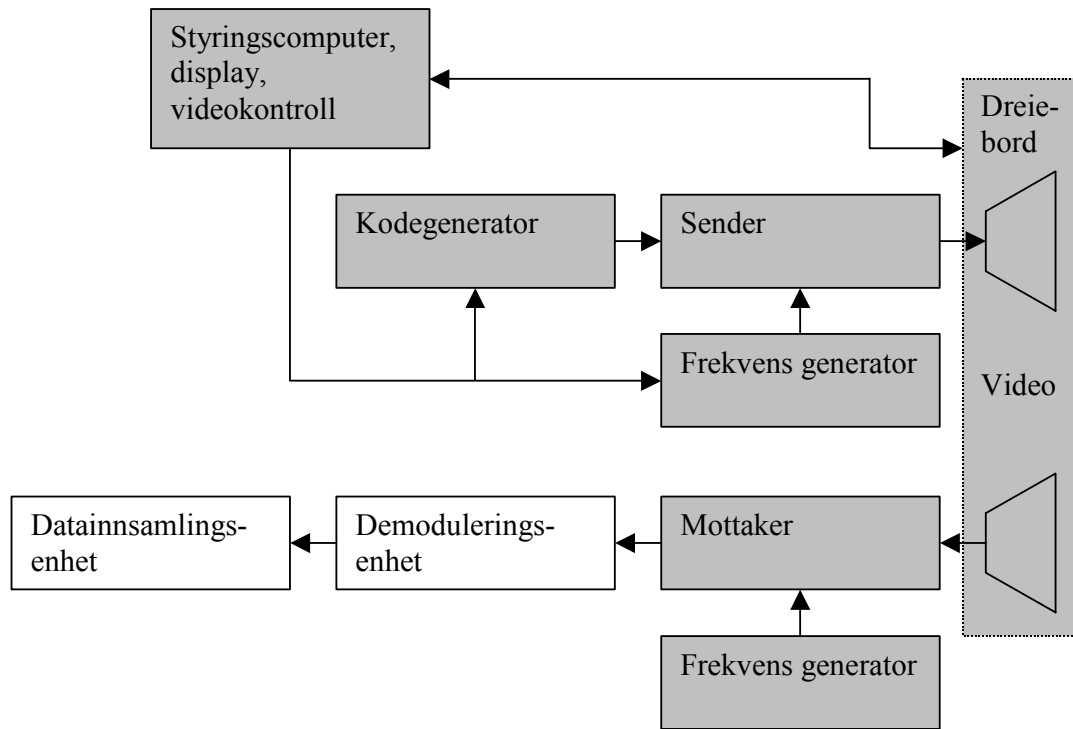 Styringscomputer,
display,
videokontroll
Dreie-
bord
Kodegenerator
Sender
Frekvens generator
Video
Datainnsamlings-
enhet
Demodulerings-
enhet
Mottaker
Frekvens generator